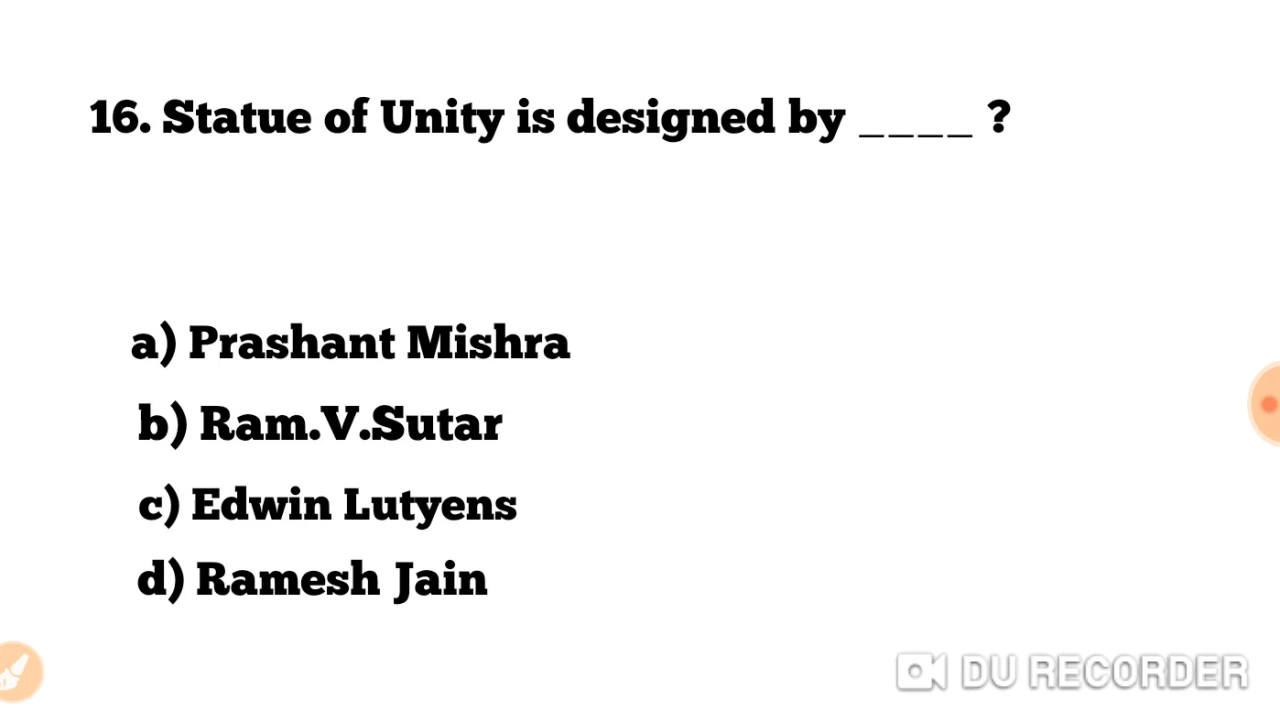 16. Statue of Unity is designed by ____ ?
a) Prashant Mishra
b) Ram.V.Sutar
c) Edwin Lutyens
d) Ramesh Jain
DU RECORDER